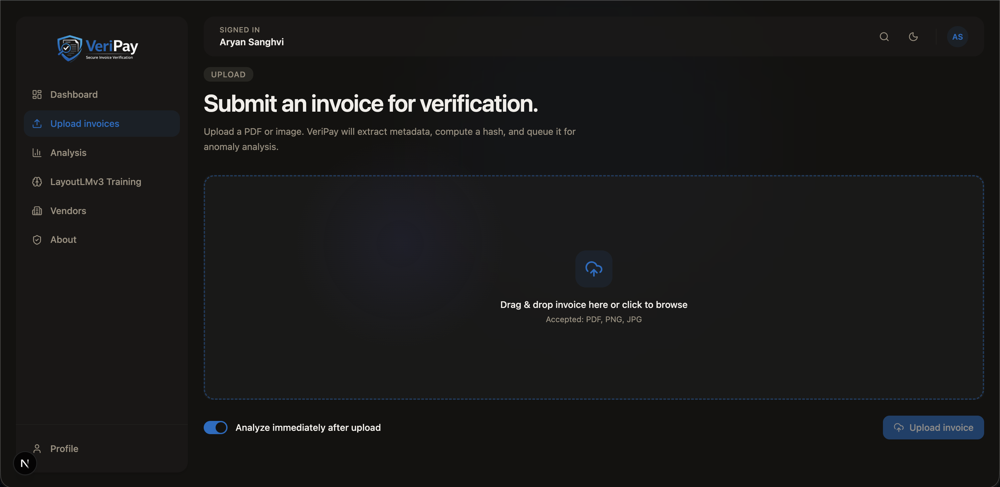 VeriPay
Secure Invoice Verification
Dashboard
Upload invoices
Analysis
LayoutLMv3 Training
Vendors
About
Profile
N
SIGNED IN
Aryan Sanghvi
AS
UPLOAD
Submit an invoice for verification.
Upload a PDF or image. VeriPay will extract metadata, compute a hash, and queue it for
anomaly analysis.
Drag & drop invoice here or click to browse
Accepted: PDF, PNG, JPG
Analyze immediately after upload
Upload invoice